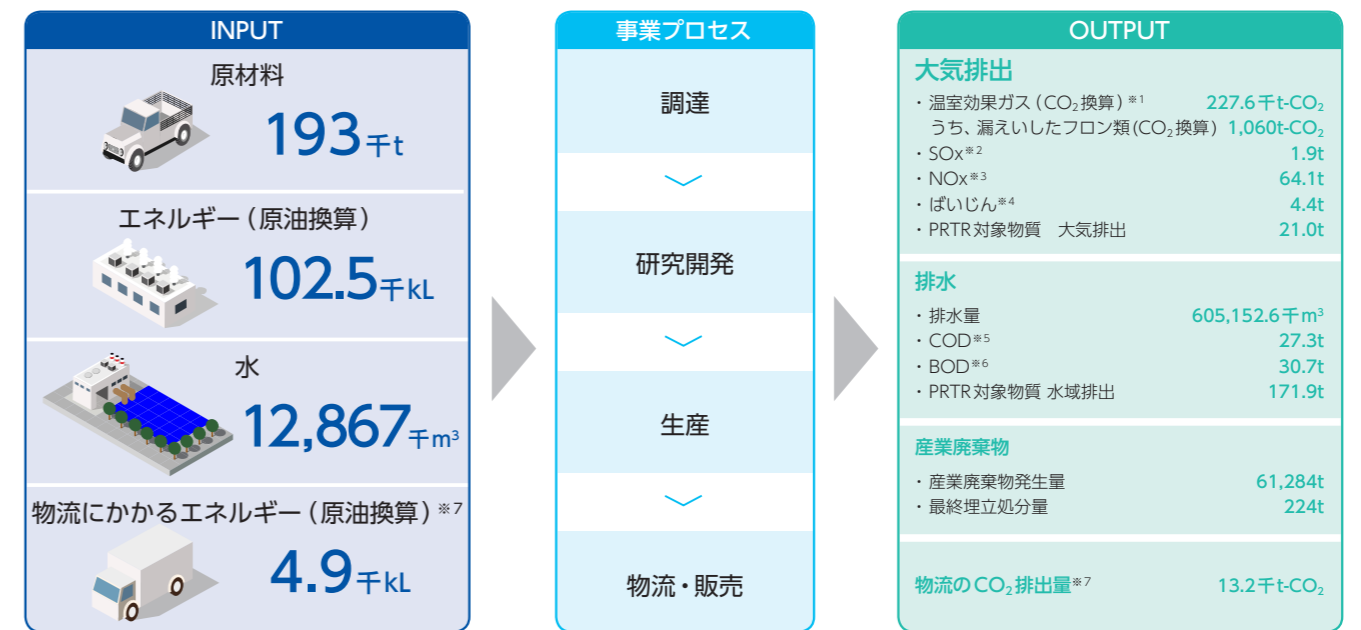 INPUT
原材料
193千t
エネルギー（原油換算）
102.5千kL
水
12,867千m³
物流にかかるエネルギー（原油換算）※7
4.9千kL
事業プロセス
調達
研究開発
生産
物流・販売
OUTPUT
大気排出
・温室効果ガス（CO₂換算）※1 227.6千t-CO₂
うち、漏えいしたフロン類(CO₂換算) 1,060t-CO₂
・SOx※2 1.9t
・NOx※3 64.1t
・ばいじん※4 4.4t
・PRTR対象物質　大気排出 21.0t
排水
・排水量 605,152.6千m³
・COD※5 27.3t
・BOD※6 30.7t
・PRTR対象物質 水域排出 171.9t
産業廃棄物
・産業廃棄物発生量 61,284t
・最終埋立処分量 224t
物流のCO₂排出量※7 13.2千t-CO₂